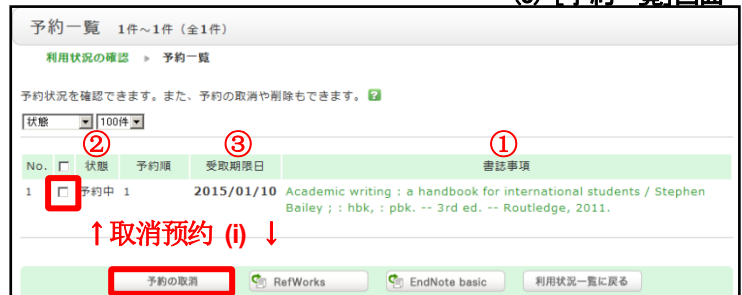 予約一覧 1件～1件（全1件）
利用状況の確認 ▶ 予約一覧
予約状況を確認できます。また、予約の取消や削除もできます。 ?
状態 100件
② ③ ①
No. 状態 予約順 受取期限日 書誌事項
1 予約中 1 2015/01/10 Academic writing : a handbook for international students / Stephen
Bailey ; : hbk, : pbk. -- 3rd ed. -- Routledge, 2011.
↑取消预约 (i) ↓
予約の取消 RefWorks EndNote basic 利用状況一覧に戻る